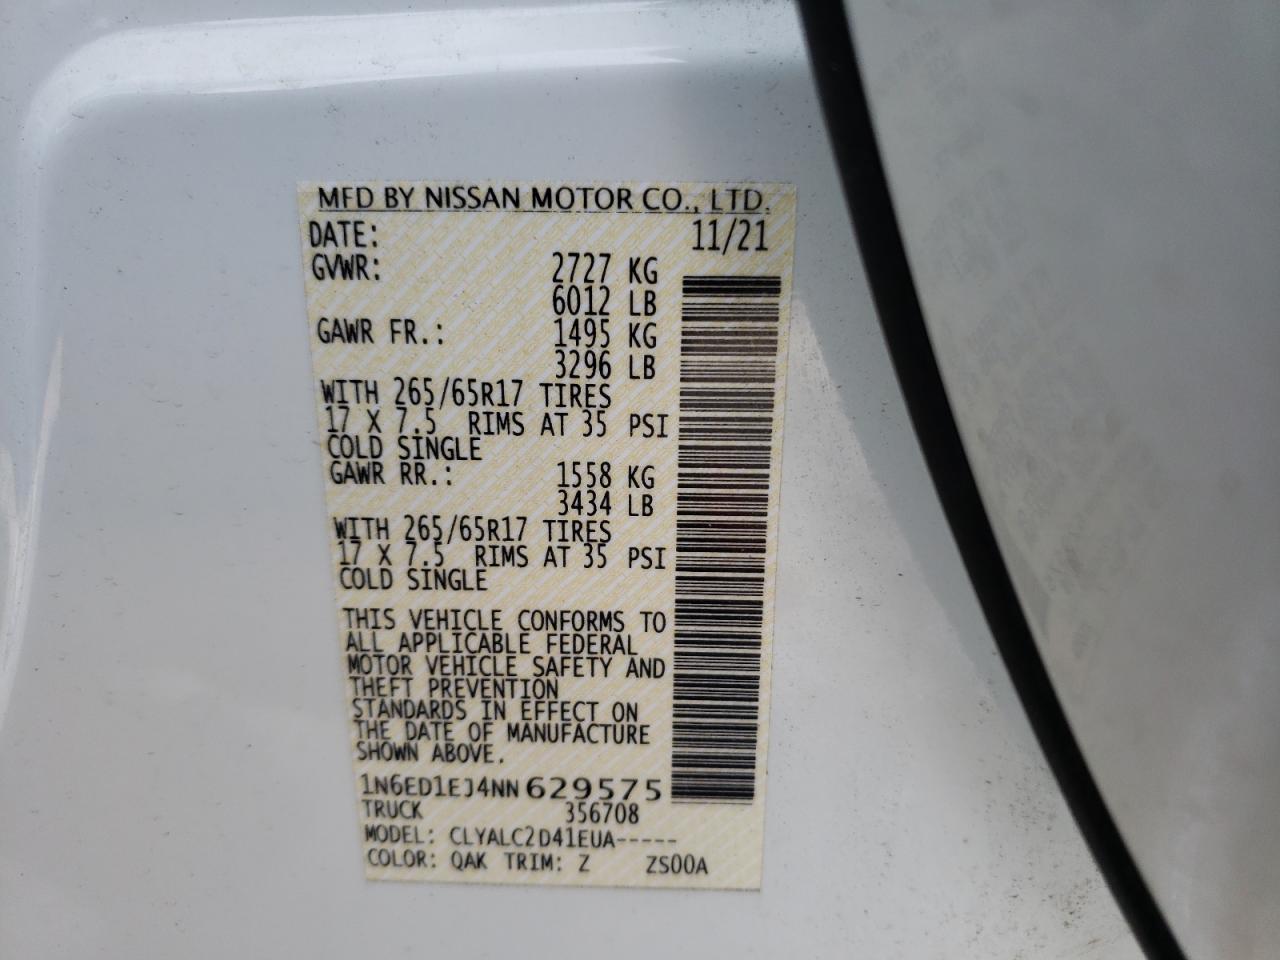 MFD BY NISSAN MOTOR CO., LTD.
DATE: 11/21
GVWR: 2727 KG
6012 LB
GAWR FR.: 1495 KG
3296 LB
WITH 265/65R17 TIRES
17 X 7.5 RIMS AT 35 PSI
COLD SINGLE
GAWR RR.: 1558 KG
3434 LB
WITH 265/65R17 TIRES
17 X 7.5 RIMS AT 35 PSI
COLD SINGLE
THIS VEHICLE CONFORMS TO
ALL APPLICABLE FEDERAL
MOTOR VEHICLE SAFETY AND
THEFT PREVENTION
STANDARDS IN EFFECT ON
THE DATE OF MANUFACTURE
SHOWN ABOVE.
1N6ED1EJ4NN629575
TRUCK 356708
MODEL: CLYALC2D41EUA-----
COLOR: QAK TRIM: Z ZS00A